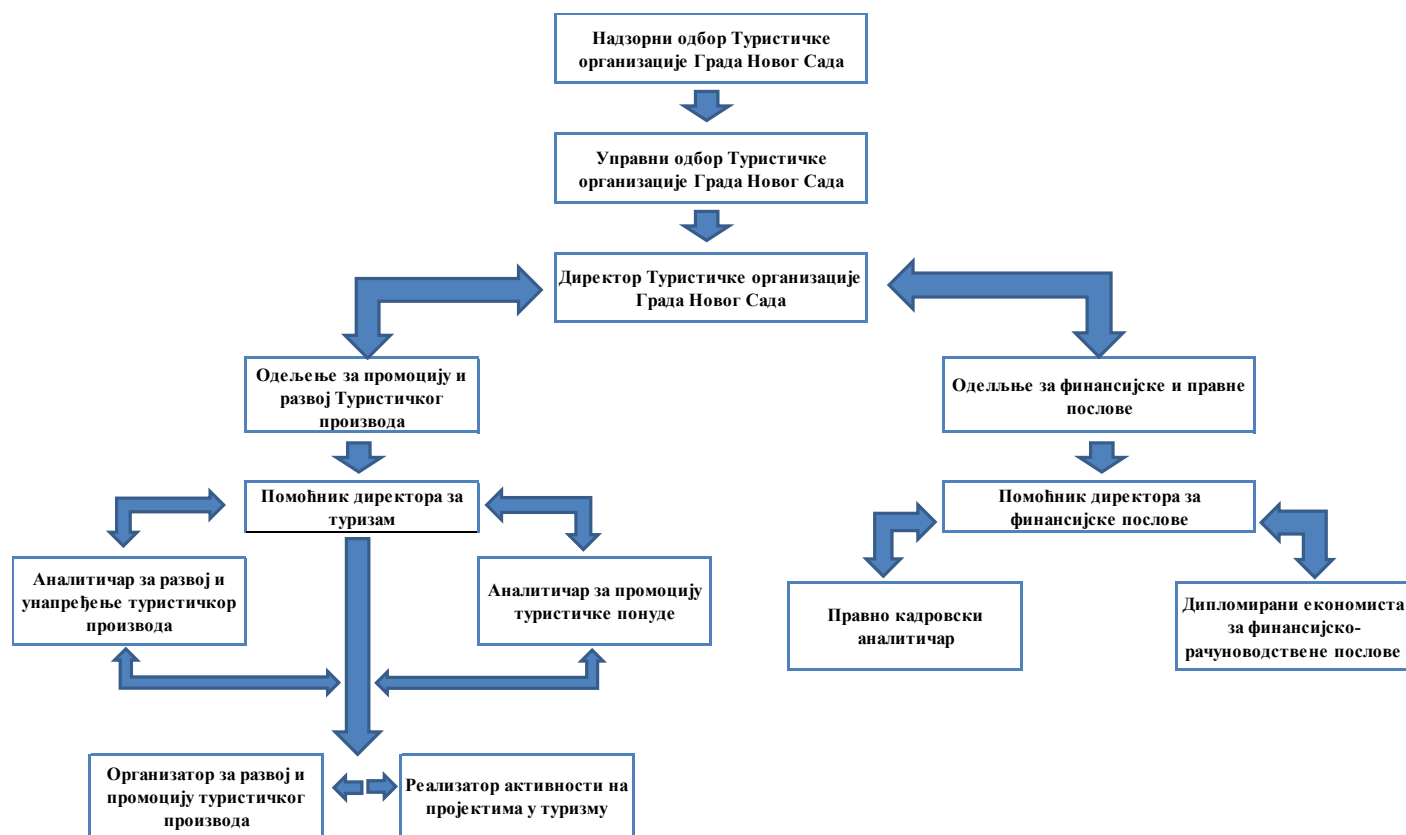 Надзорни одбор Туристичке
организације Града Новог Сада
Управни одбор Туристичке
организације Града Новог Сада
Директор Туристичке организације
Града Новог Сада
Одељење за промоцију и
развој Туристичког
производа
Оделљње за финансијске и правне
послове
Помоћник директора за
туризам
Помоћник директора за
финансијске послове
Аналитичар за развој и
унапређење туристичкор
производа
Аналитичар за промоцију
туристичке понуде
Правно кадровски
аналитичар
Дипломирани економиста
за финансијско-
рачуноводствене послове
Организатор за развој и
промоцију туристичког
производа
Реализатор активности на
пројектима у туризму